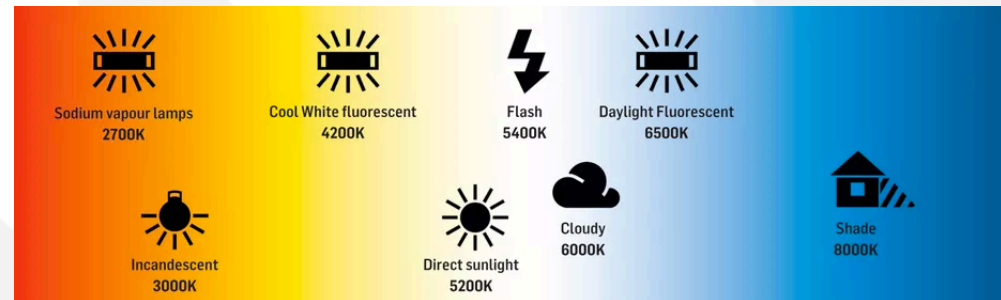 Sodium vapour lamps
2700K
Cool White fluorescent
4200K
Flash
5400K
Daylight Fluorescent
6500K
Incandescent
3000K
Direct sunlight
5200K
Cloudy
6000K
Shade
8000K